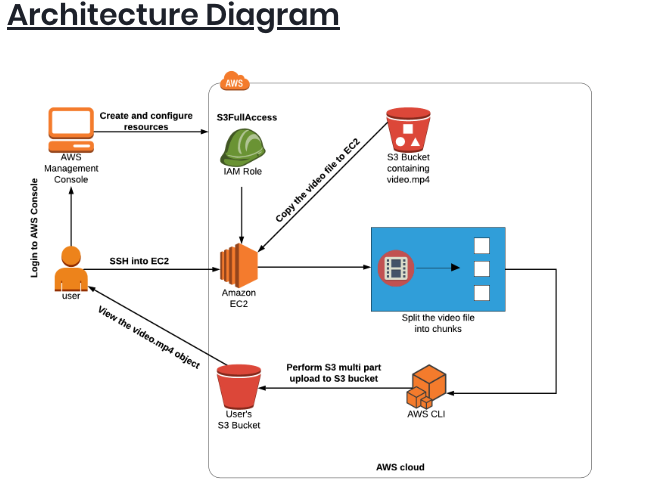 Architecture Diagram
AWS
Create and configure
resources
S3FullAccess
AWS
Management
Console
IAM Role
S3 Bucket
containing
video.mp4
Copy the video file to EC2
Login to AWS Console
SSH into EC2
user
Amazon
EC2
Split the video file
into chunks
View the video.mp4 object
Perform S3 multi part
upload to S3 bucket
User's
S3 Bucket
AWS CLI
AWS cloud